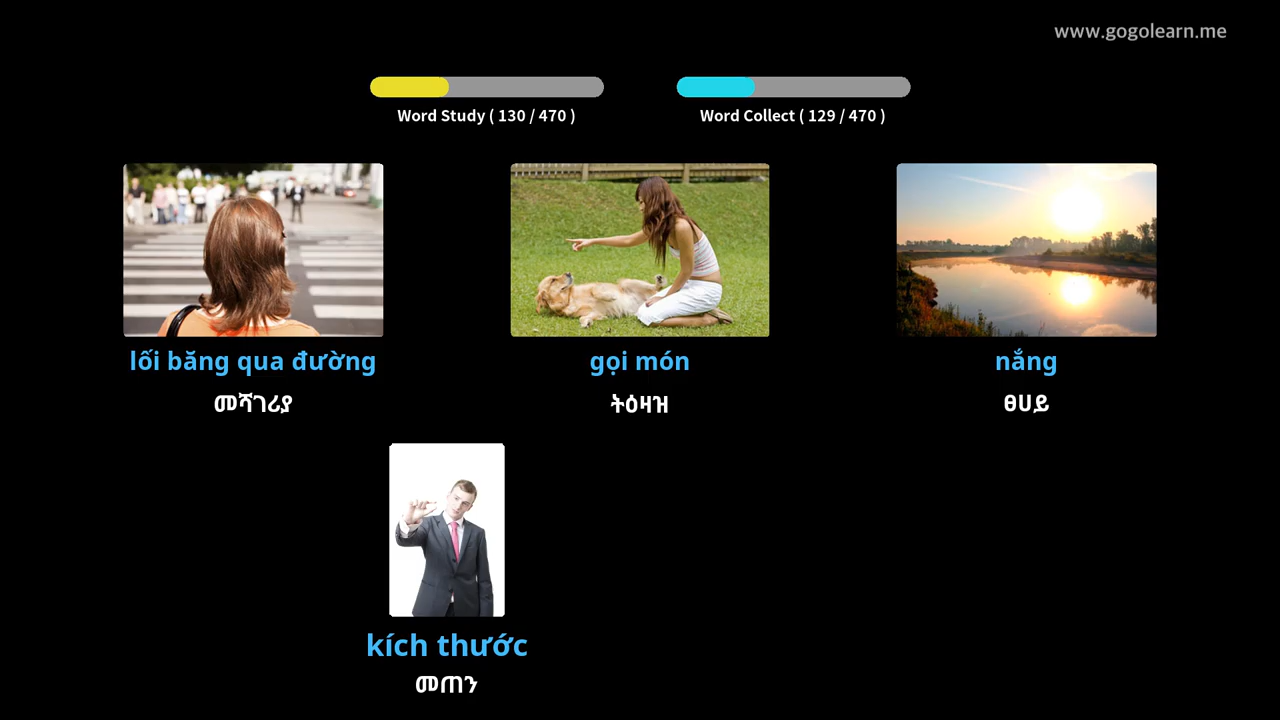 www.gogolearn.me
Word Study ( 130 / 470 )
Word Collect ( 129 / 470 )
lối băng qua đường
gọi món
nắng
መሻገሪያ
ትዕዛዝ
ፀሀይ
kích thước
መጠን